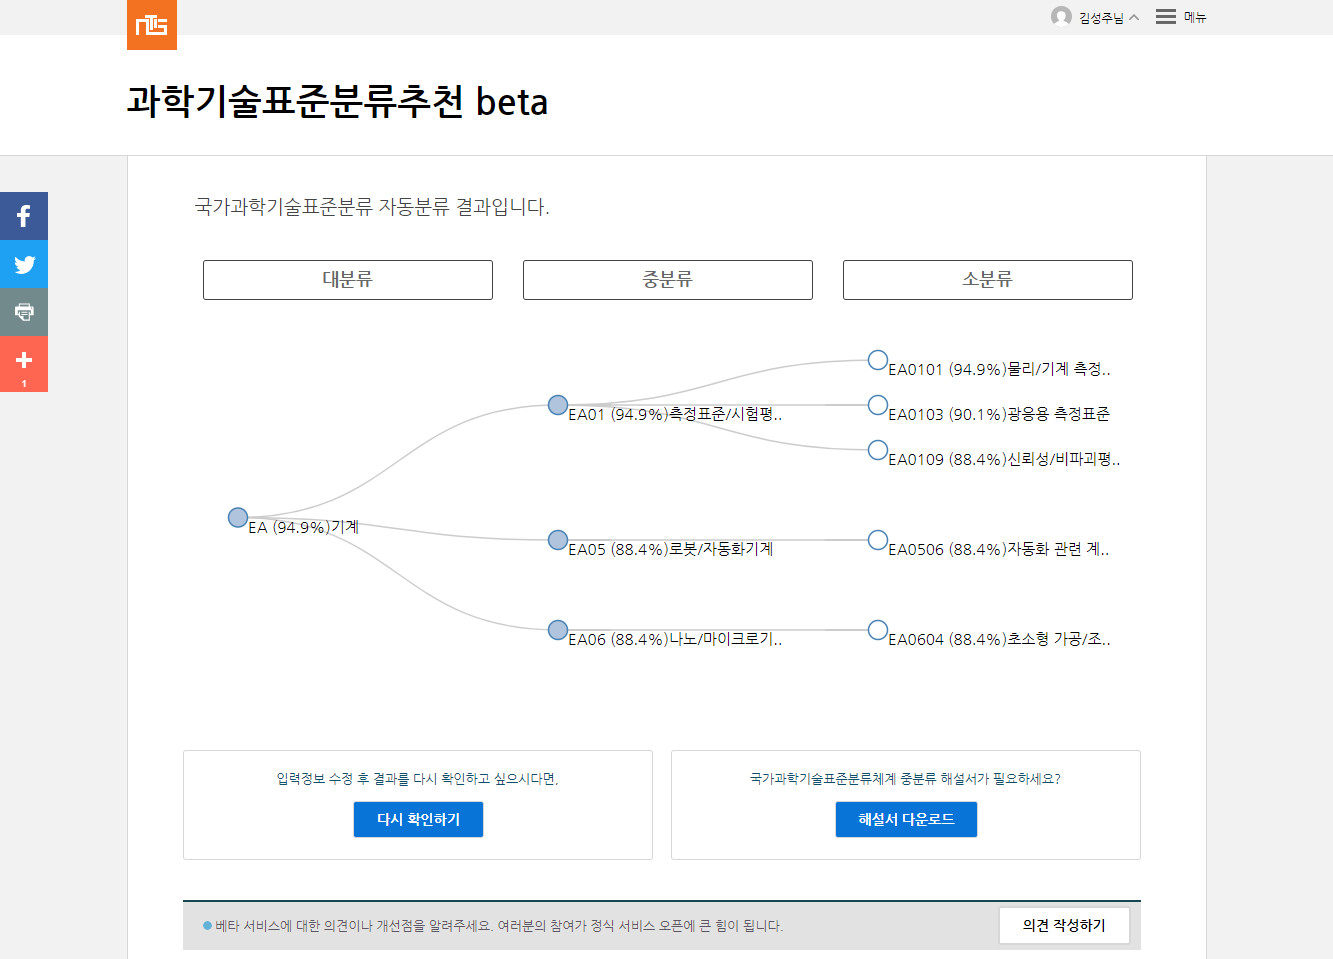 NTIS
김성주님
메뉴
과학기술표준분류추천 beta
국가과학기술표준분류 자동분류 결과입니다.
대분류
중분류
소분류
EA0101 (94.9%)물리/기계 측정..
EA01 (94.9%)측정표준/시험평..
EA0103 (90.1%)광응용 측정표준
EA0109 (88.4%)신뢰성/비파괴평..
EA (94.9%)기계
EA05 (88.4%)로봇/자동화기계
EA0506 (88.4%)자동화 관련 계..
EA06 (88.4%)나노/마이크로기..
EA0604 (88.4%)초소형 가공/조..
1
입력정보 수정 후 결과를 다시 확인하고 싶으시다면,
다시 확인하기
국가과학기술표준분류체계 중분류 해설서가 필요하세요?
해설서 다운로드
베타 서비스에 대한 의견이나 개선점을 알려주세요. 여러분의 참여가 정식 서비스 오픈에 큰 힘이 됩니다.
의견 작성하기